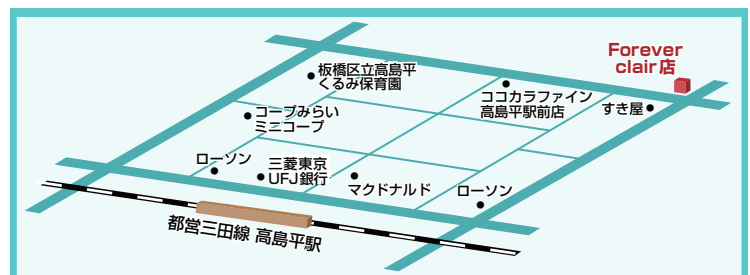 Forever
clair店
板橋区立高島平
くるみ保育園
ココカラファイン
高島平駅前店
すき屋
コープみらい
ミニコープ
ローソン
三菱東京
UFJ銀行
マクドナルド
ローソン
都営三田線 高島平駅